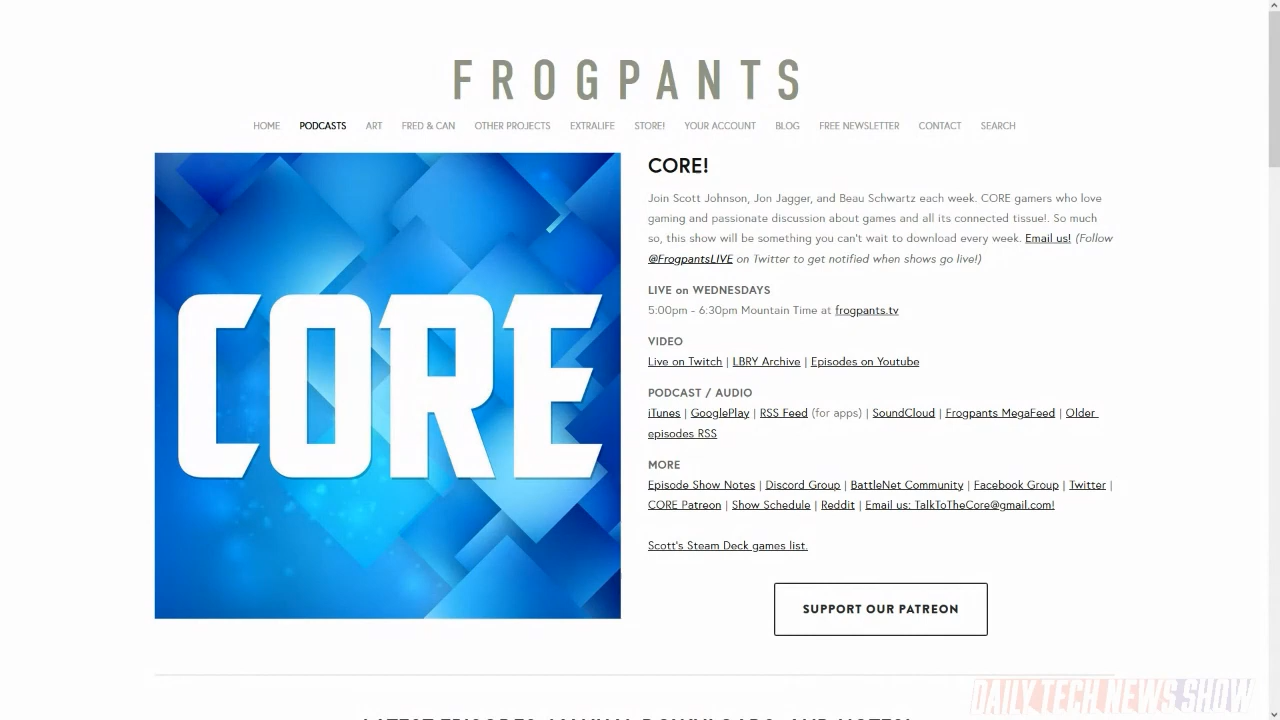 FROGPANTS
HOME PODCASTS ART FRED & CAN OTHER PROJECTS EXTRALIFE STORE! YOUR ACCOUNT BLOG FREE NEWSLETTER CONTACT SEARCH
CORE
CORE!
Join Scott Johnson, Jon Jagger, and Beau Schwartz each week. CORE gamers who love
gaming and passionate discussion about games and all its connected tissue!. So much
so, this show will be something you can't wait to download every week. Email us! (Follow
@FrogpantsLIVE on Twitter to get notified when shows go live!)
LIVE on WEDNESDAYS
5:00pm - 6:30pm Mountain Time at frogpants.tv
VIDEO
Live on Twitch | LBRY Archive | Episodes on Youtube
PODCAST / AUDIO
iTunes | GooglePlay | RSS Feed (for apps) | SoundCloud | Frogpants MegaFeed | Older
episodes RSS
MORE
Episode Show Notes | Discord Group | BattleNet Community | Facebook Group | Twitter |
CORE Patreon | Show Schedule | Reddit | Email us: TalkToTheCore@gmail.com!
Scott's Steam Deck games list.
SUPPORT OUR PATREON
DAILY TECH NEWS SHOW